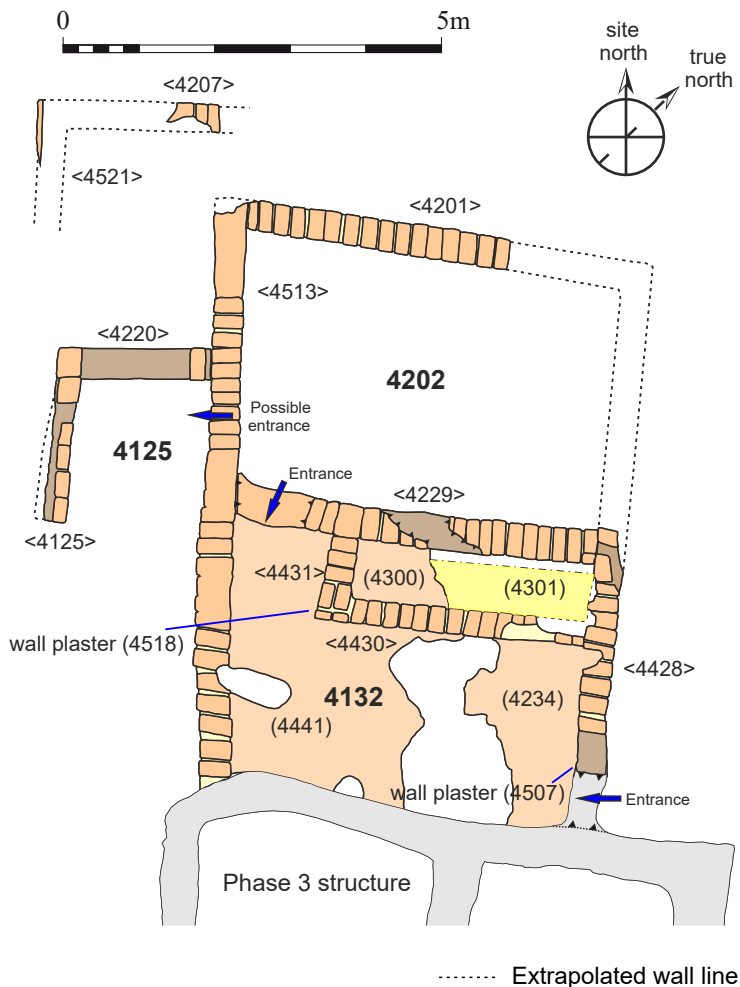 0
5m
site
north
true
north
<4207>
<4521>
<4201>
<4513>
<4220>
4202
Possible
entrance
4125
Entrance
<4229>
<4125>
<4431>
(4300)
(4301)
wall plaster (4518)
<4430>
<4428>
4132
(4234)
(4441)
wall plaster (4507)
Entrance
Phase 3 structure
Extrapolated wall line